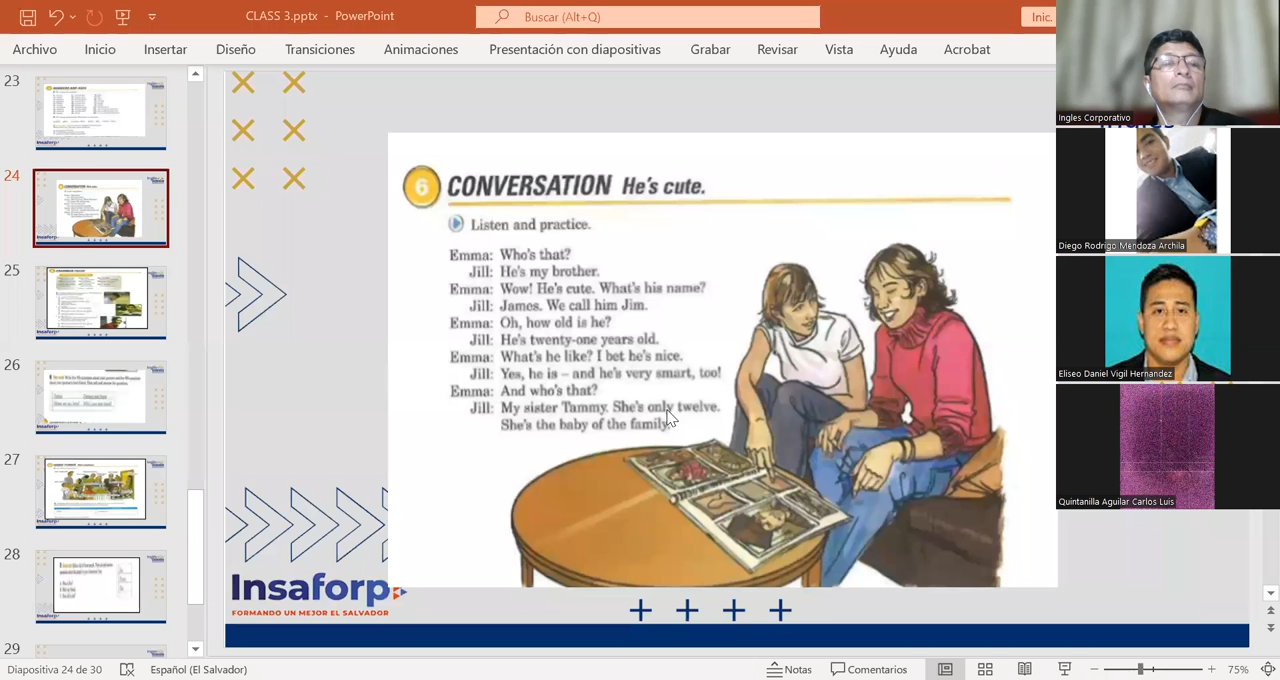 CLASS 3.pptx - PowerPoint
Buscar (Alt+Q)
Inic.
Archivo
Inicio
Insertar
Diseño
Transiciones
Animaciones
Presentación con diapositivas
Grabar
Revisar
Vista
Ayuda
Acrobat
23
24
25
26
27
28
29
6 CONVERSATION He's cute.
Listen and practice.
Emma: Who's that?
Jill: He's my brother.
Emma: Wow! He's cute. What's his name?
Jill: James. We call him Jim.
Emma: Oh, how old is he?
Jill: He's twenty-one years old.
Emma: What's he like? I bet he's nice.
Jill: Yes, he is – and he's very smart, too!
Emma: And who's that?
Jill: My sister Tammy. She's only twelve.
She's the baby of the family.
Insaforp
FORMANDO UN MEJOR EL SALVADOR
Ingles Corporativo
Diego Rodrigo Mendoza Archila
Eliseo Daniel Vigil Hernandez
Quintanilla Aguilar Carlos Luis
Diapositiva 24 de 30
Español (El Salvador)
Notas
Comentarios
75%